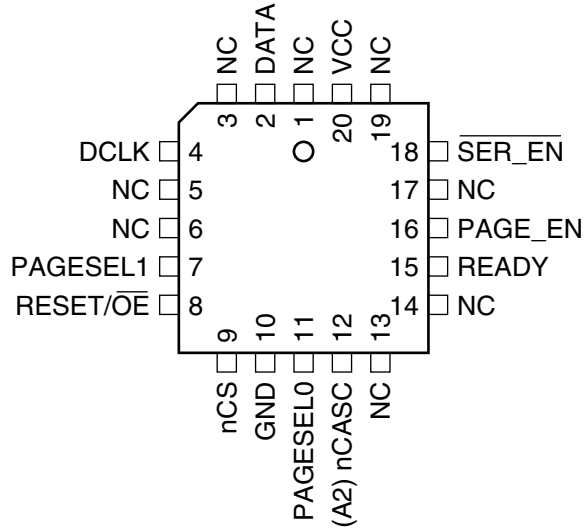 NC
DATA
NC
VCC
NC
3
2
1
20
19
DCLK 4
18 SER_EN
NC 5
17 NC
NC 6
16 PAGE_EN
PAGESEL1 7
15 READY
RESET/OE 8
14 NC
9
10
11
12
13
nCS
GND
PAGESEL0
(A2) nCASC
NC